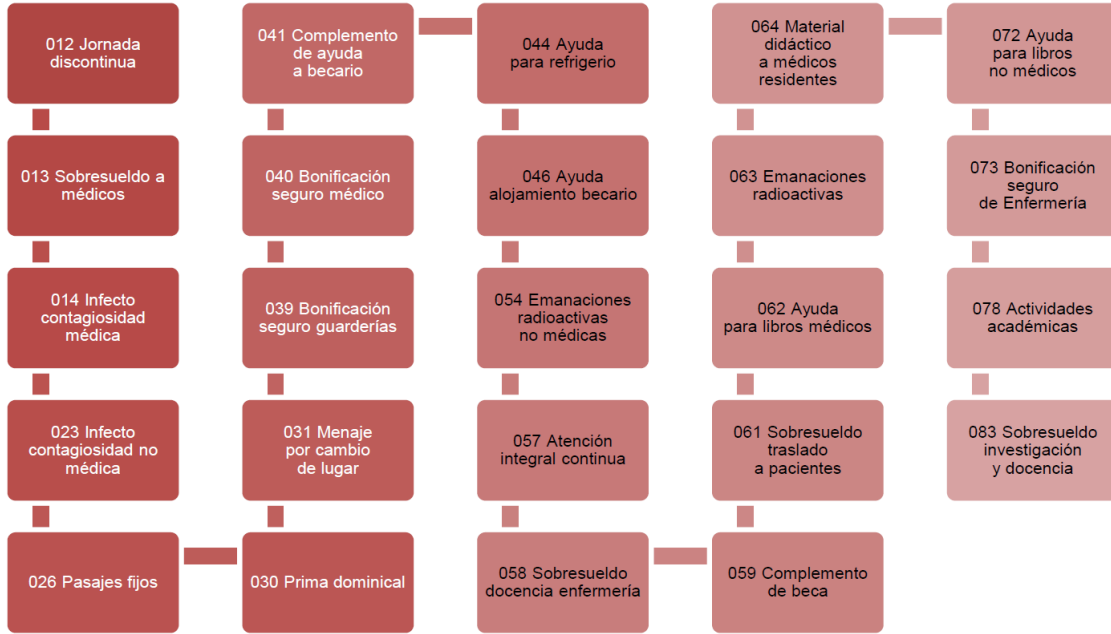 012 Jornada
discontinua
013 Sobresueldo a
médicos
014 Infecto
contagiosidad
médica
023 Infecto
contagiosidad no
médica
026 Pasajes fijos
030 Prima dominical
031 Menaje
por cambio
de lugar
039 Bonificación
seguro guarderías
040 Bonificación
seguro médico
041 Complemento
de ayuda
a becario
044 Ayuda
para refrigerio
046 Ayuda
alojamiento becario
054 Emanaciones
radioactivas
no médicas
057 Atención
integral continua
058 Sobresueldo
docencia enfermería
059 Complemento
de beca
061 Sobresueldo
traslado
a pacientes
062 Ayuda
para libros médicos
063 Emanaciones
radioactivas
064 Material
didáctico
a médicos
residentes
072 Ayuda
para libros
no médicos
073 Bonificación
seguro
de Enfermería
078 Actividades
académicas
083 Sobresueldo
investigación
y docencia